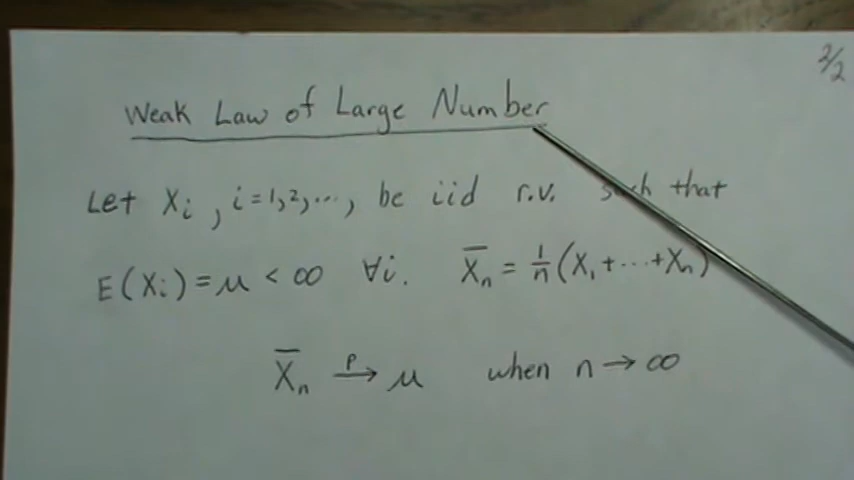 2/2
Weak Law of Large Number
Let Xᵢ, i=1,2,..., be iid r.v. such that
E(Xᵢ) = μ < ∞ ∀i. X̅ₙ = 1/n (X₁ + ... + Xₙ)
X̅ₙ →ᵖ μ when n → ∞